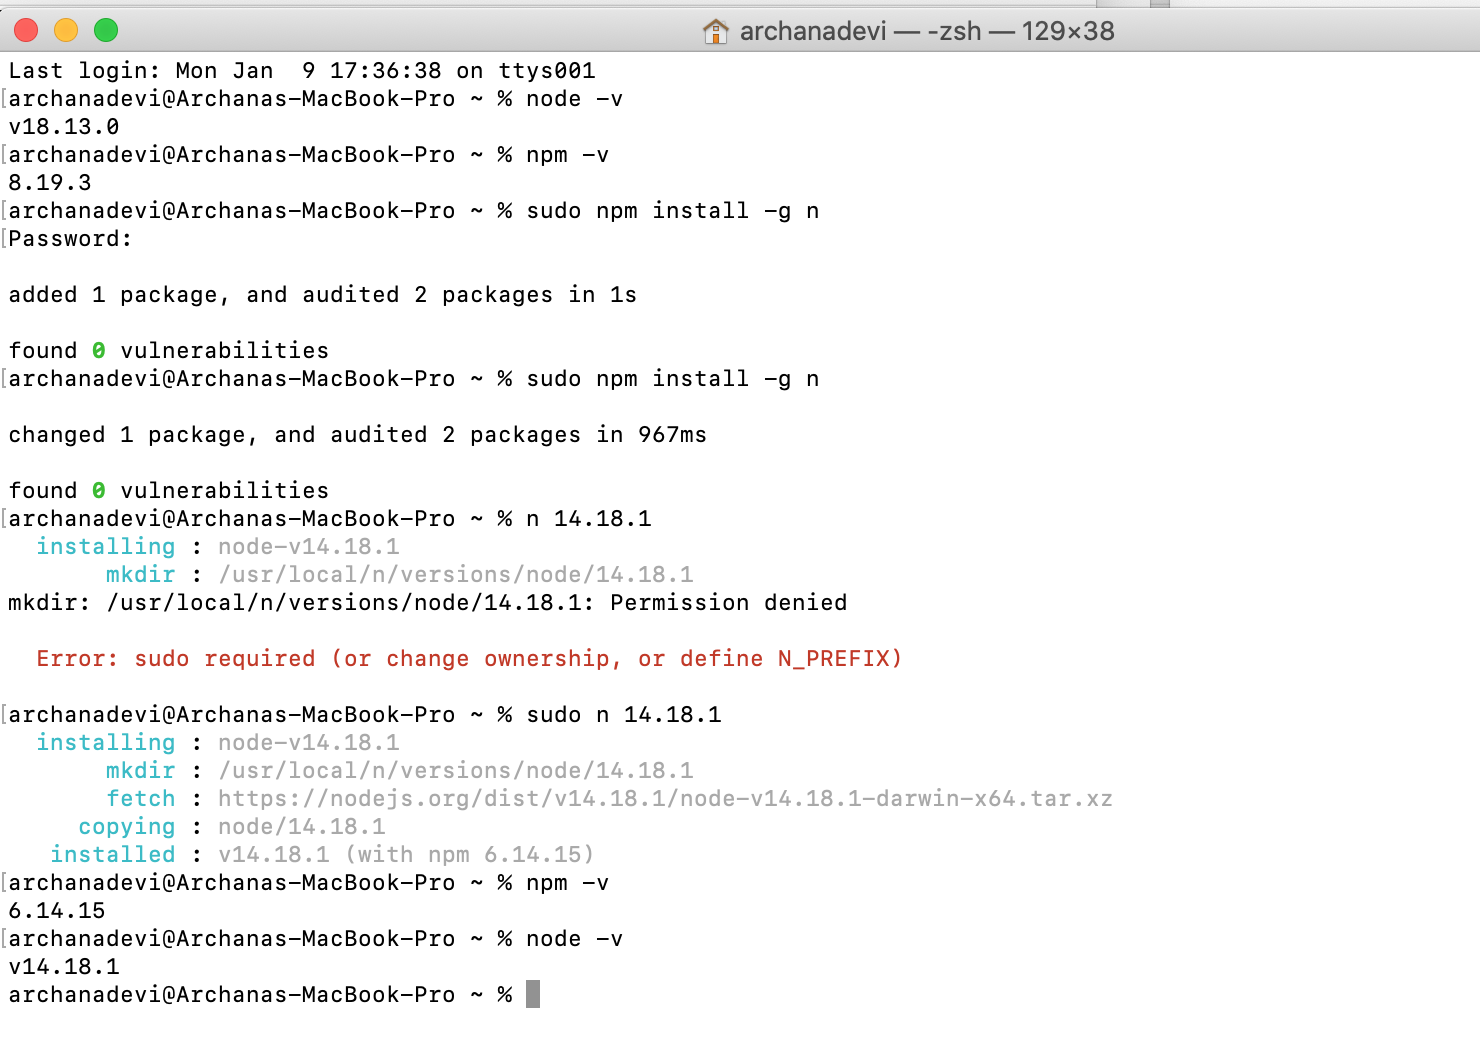 archanadevi — -zsh — 129×38
Last login: Mon Jan  9 17:36:38 on ttys001
[archanadevi@Archanas-MacBook-Pro ~ % node -v
v18.13.0
[archanadevi@Archanas-MacBook-Pro ~ % npm -v
8.19.3
[archanadevi@Archanas-MacBook-Pro ~ % sudo npm install -g n
[Password:
added 1 package, and audited 2 packages in 1s
found 0 vulnerabilities
[archanadevi@Archanas-MacBook-Pro ~ % sudo npm install -g n
changed 1 package, and audited 2 packages in 967ms
found 0 vulnerabilities
[archanadevi@Archanas-MacBook-Pro ~ % n 14.18.1
  installing : node-v14.18.1
       mkdir : /usr/local/n/versions/node/14.18.1
mkdir: /usr/local/n/versions/node/14.18.1: Permission denied
  Error: sudo required (or change ownership, or define N_PREFIX)
[archanadevi@Archanas-MacBook-Pro ~ % sudo n 14.18.1
  installing : node-v14.18.1
       mkdir : /usr/local/n/versions/node/14.18.1
       fetch : https://nodejs.org/dist/v14.18.1/node-v14.18.1-darwin-x64.tar.xz
     copying : node/14.18.1
   installed : v14.18.1 (with npm 6.14.15)
[archanadevi@Archanas-MacBook-Pro ~ % npm -v
6.14.15
[archanadevi@Archanas-MacBook-Pro ~ % node -v
v14.18.1
archanadevi@Archanas-MacBook-Pro ~ %